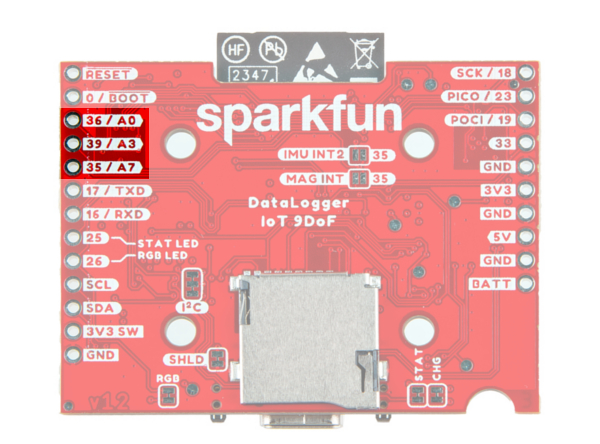 HF Pb
2347
RESET
0 / BOOT
36 / A0
39 / A3
35 / A7
17 / TXD
16 / RXD
25
26
SCL
SDA
3V3 SW
GND
sparkfun
IMU INT2 35
MAG INT 35
DataLogger
IoT 9DoF
STAT LED
RGB LED
I²C
SHLD
RGB
v1.2
STAT
CHG
SCK / 18
PICO / 23
POCI / 19
33
GND
3V3
GND
5V
GND
BATT